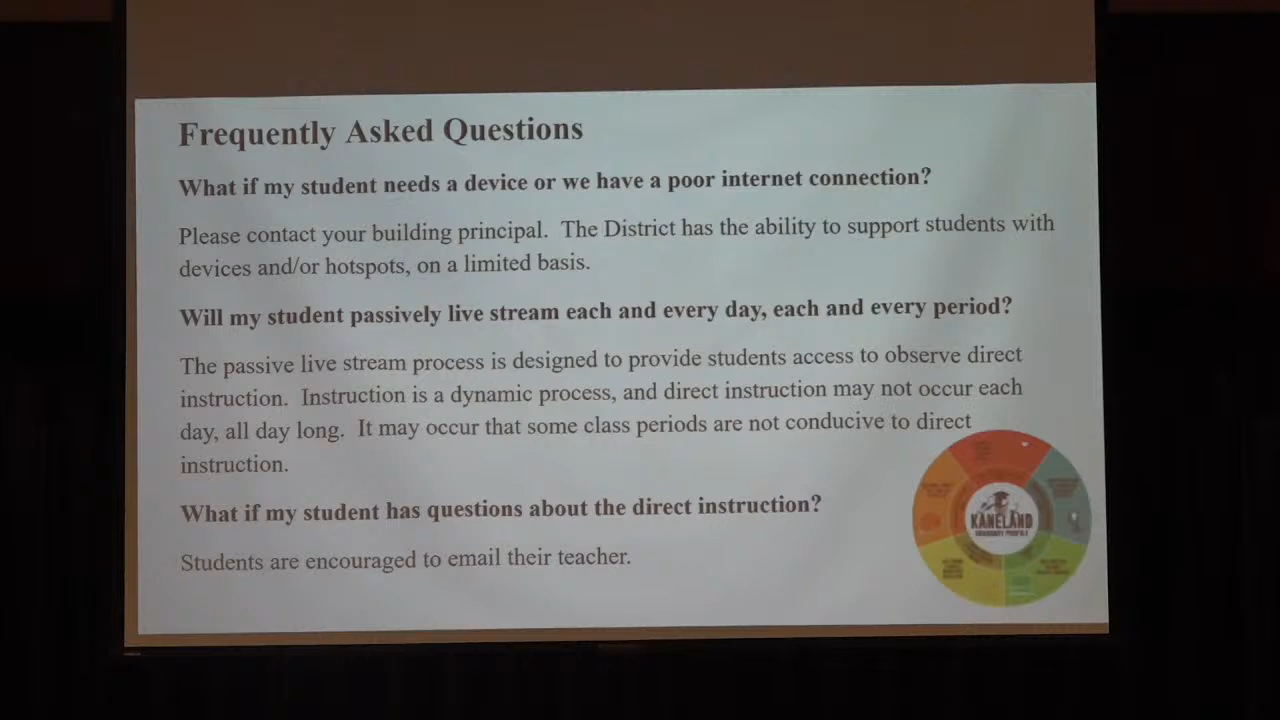 Frequently Asked Questions
What if my student needs a device or we have a poor internet connection?
Please contact your building principal.  The District has the ability to support students with
devices and/or hotspots, on a limited basis.
Will my student passively live stream each and every day, each and every period?
The passive live stream process is designed to provide students access to observe direct
instruction.  Instruction is a dynamic process, and direct instruction may not occur each
day, all day long.  It may occur that some class periods are not conducive to direct
instruction.
What if my student has questions about the direct instruction?
Students are encouraged to email their teacher.
KANELAND